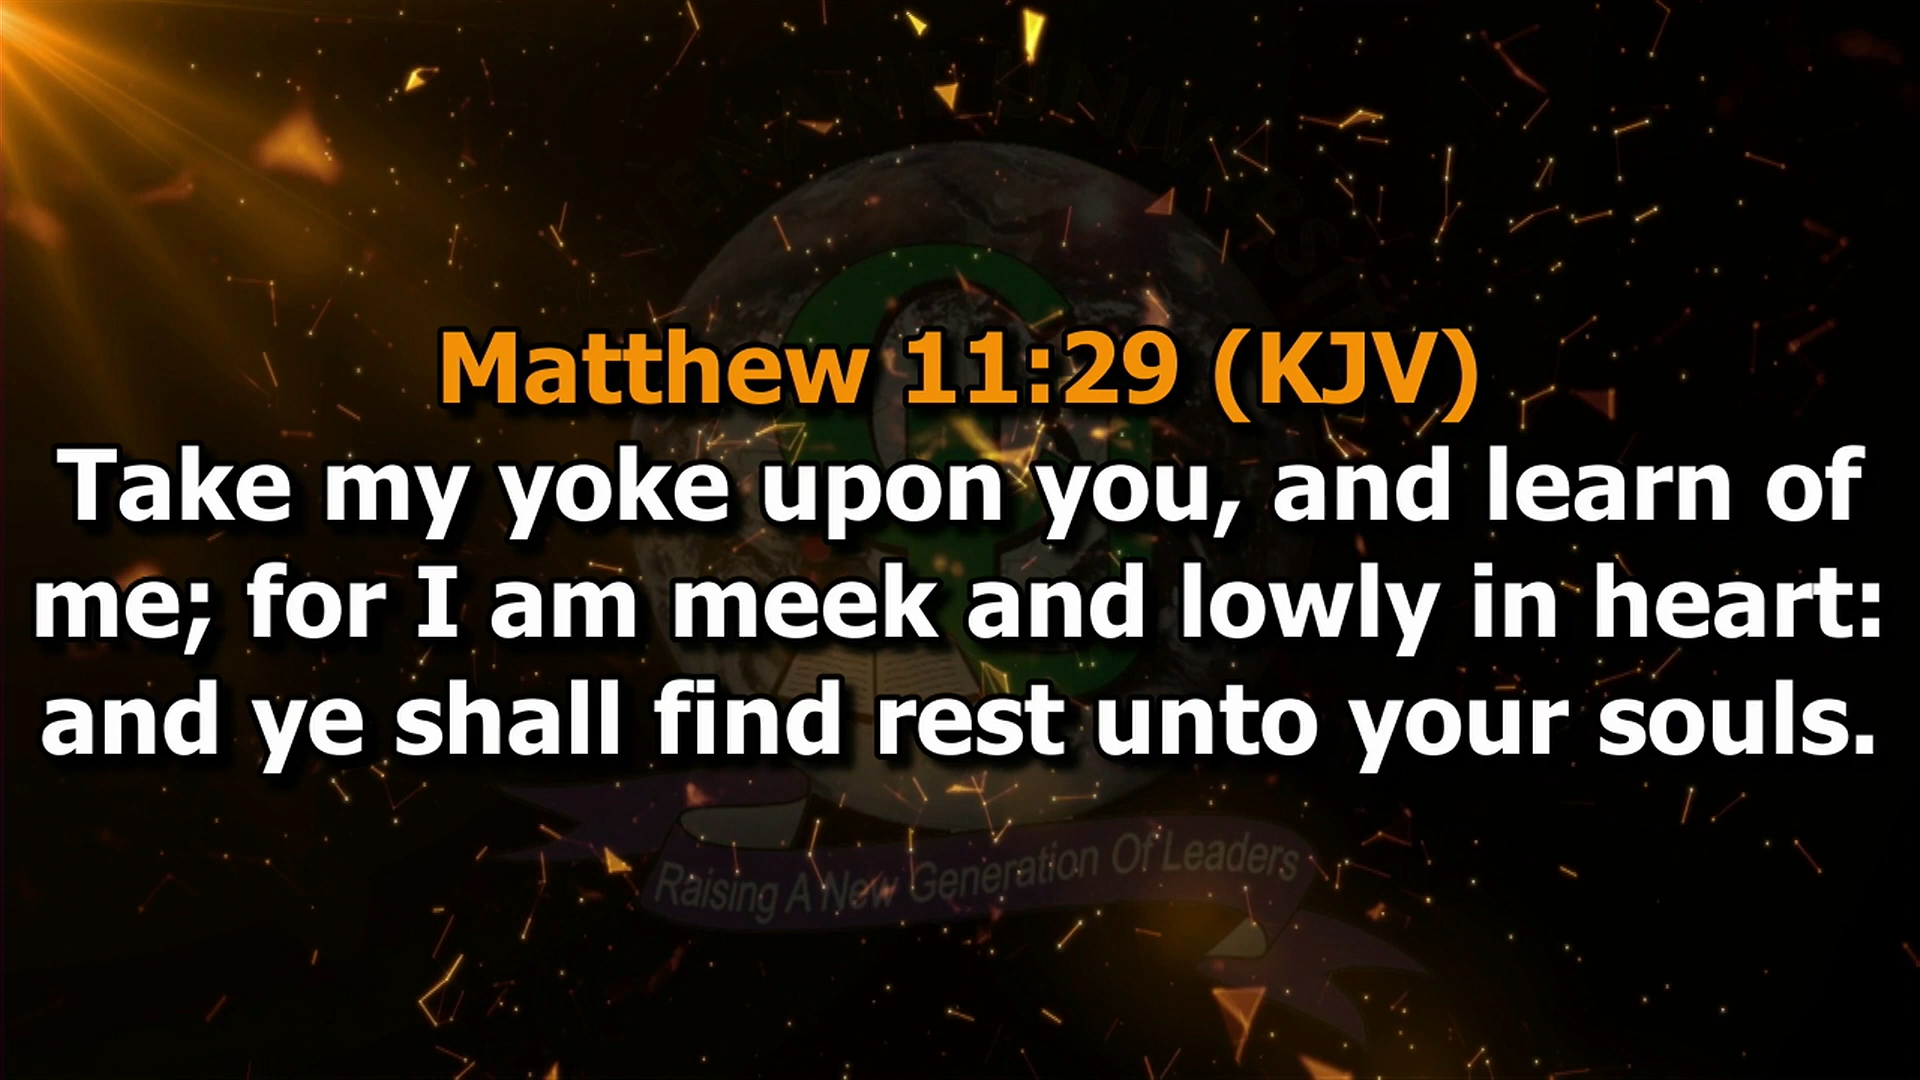 Matthew 11:29 (KJV)
Take my yoke upon you, and learn of
me; for I am meek and lowly in heart:
and ye shall find rest unto your souls.
Raising A New Generation Of Leaders